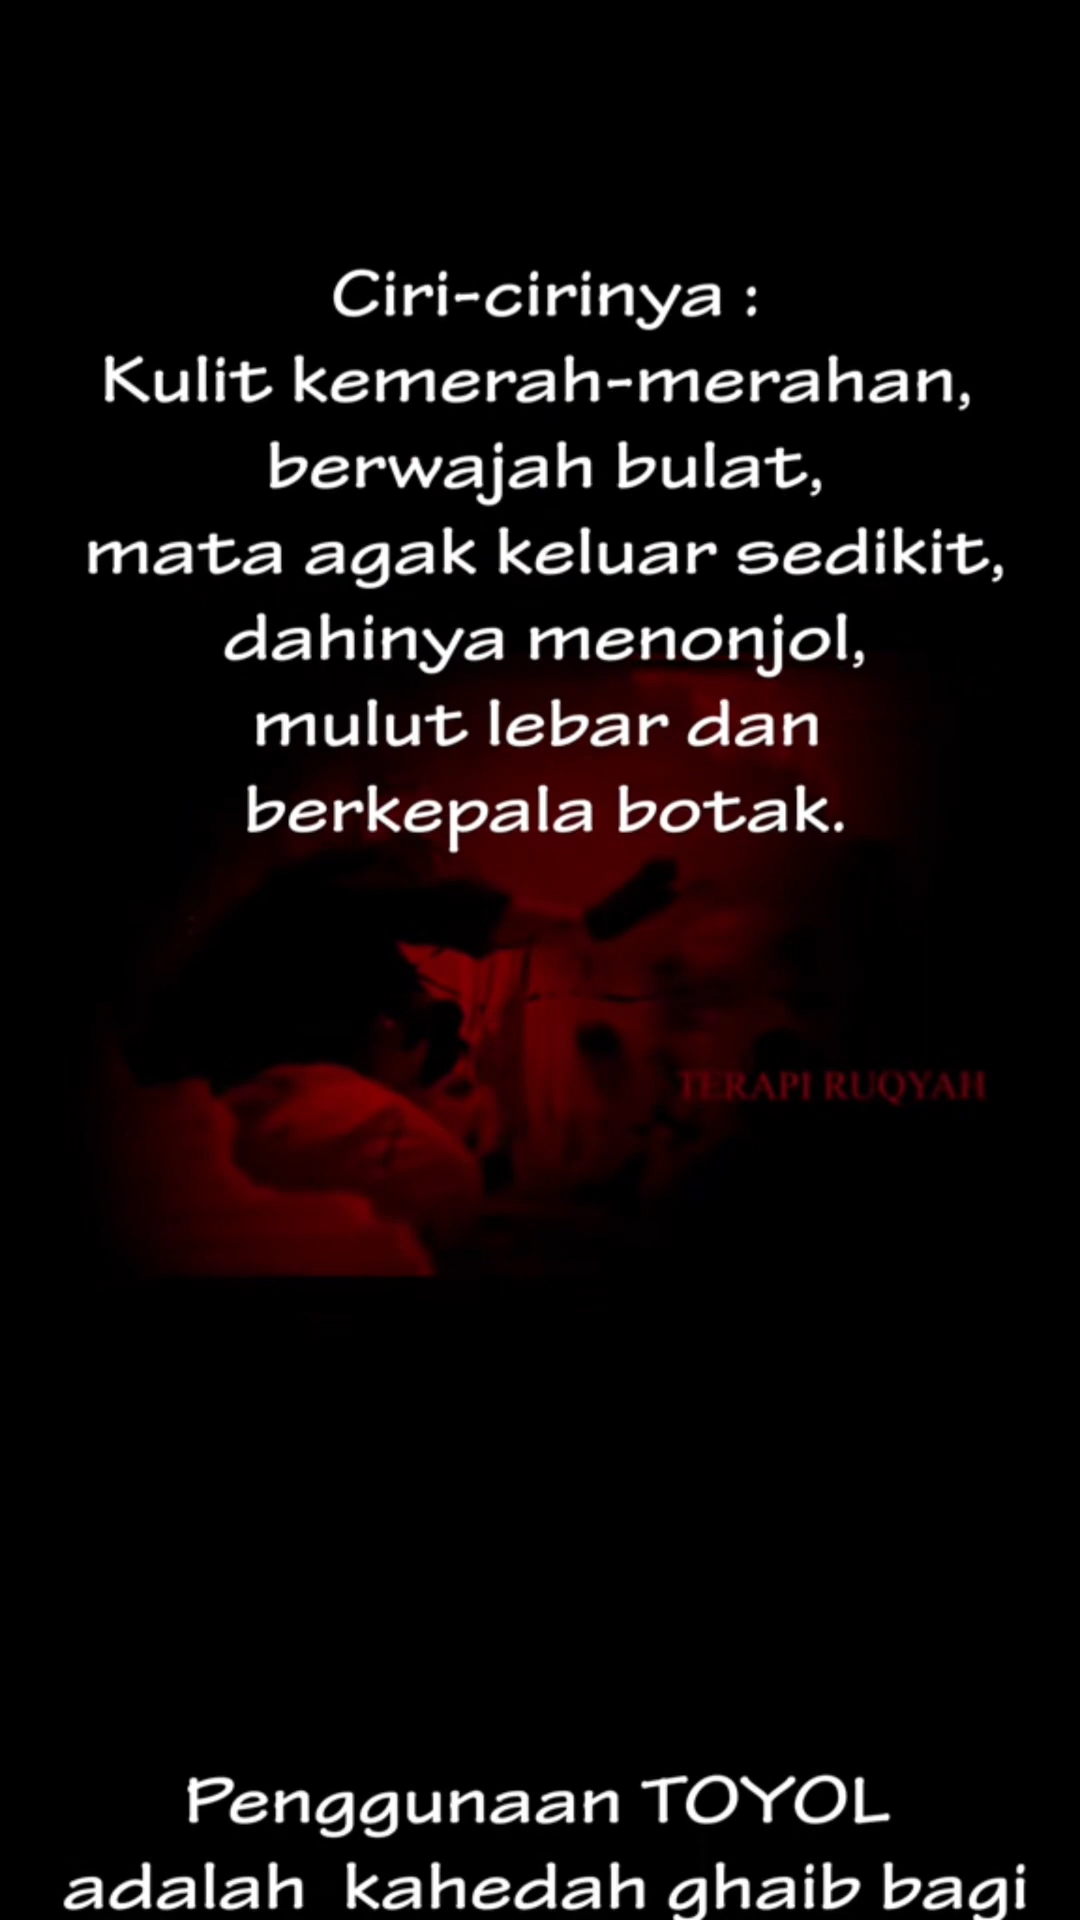 Ciri-cirinya :
Kulit kemerah-merahan,
berwajah bulat,
mata agak keluar sedikit,
dahinya menonjol,
mulut lebar dan
berkepala botak.
TERAPI RUQYAH
Penggunaan TOYOL
adalah kahedah ghaib bagi